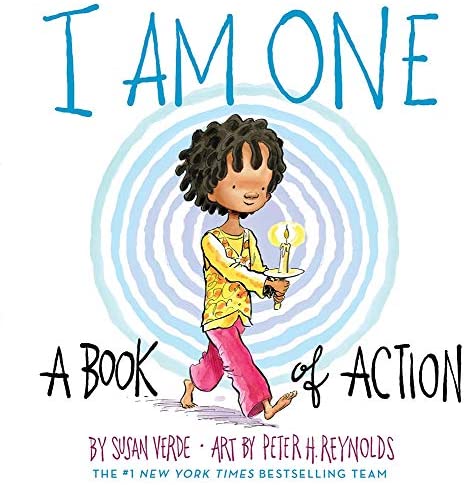 I AM ONE
A BOOK of ACTION
BY SUSAN VERDE · ART BY PETER H. REYNOLDS
THE #1 NEW YORK TIMES BESTSELLING TEAM